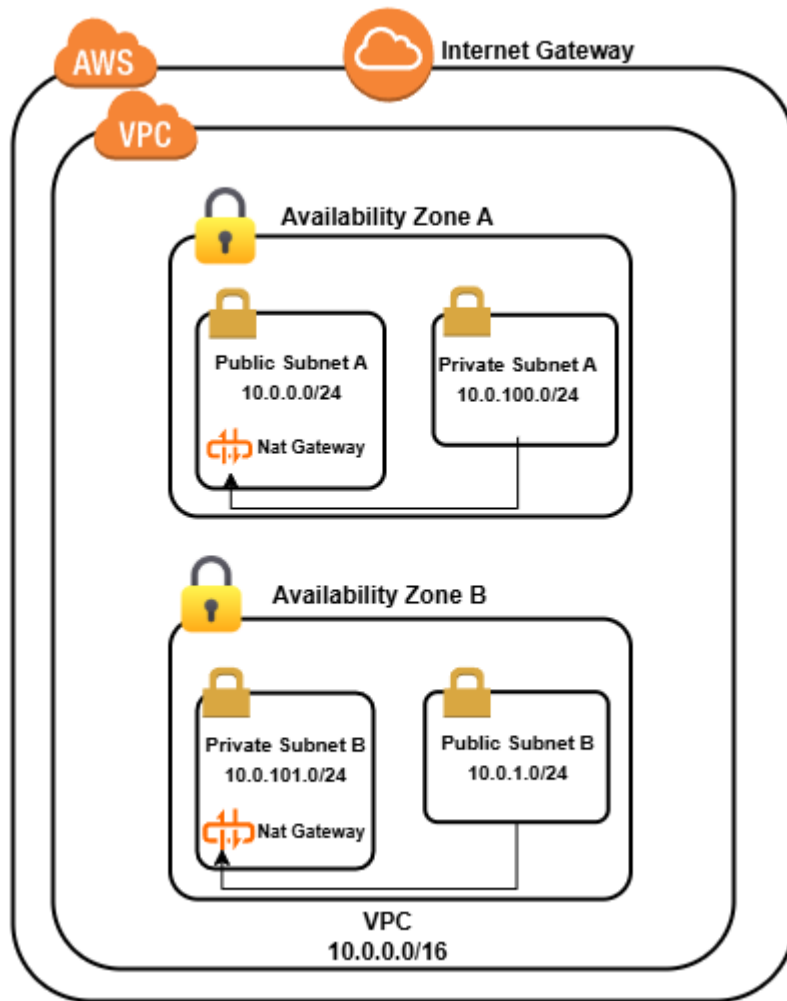 AWS
Internet Gateway
VPC
Availability Zone A
Public Subnet A
10.0.0.0/24
Nat Gateway
Private Subnet A
10.0.100.0/24
Availability Zone B
Private Subnet B
10.0.101.0/24
Nat Gateway
Public Subnet B
10.0.1.0/24
VPC
10.0.0.0/16